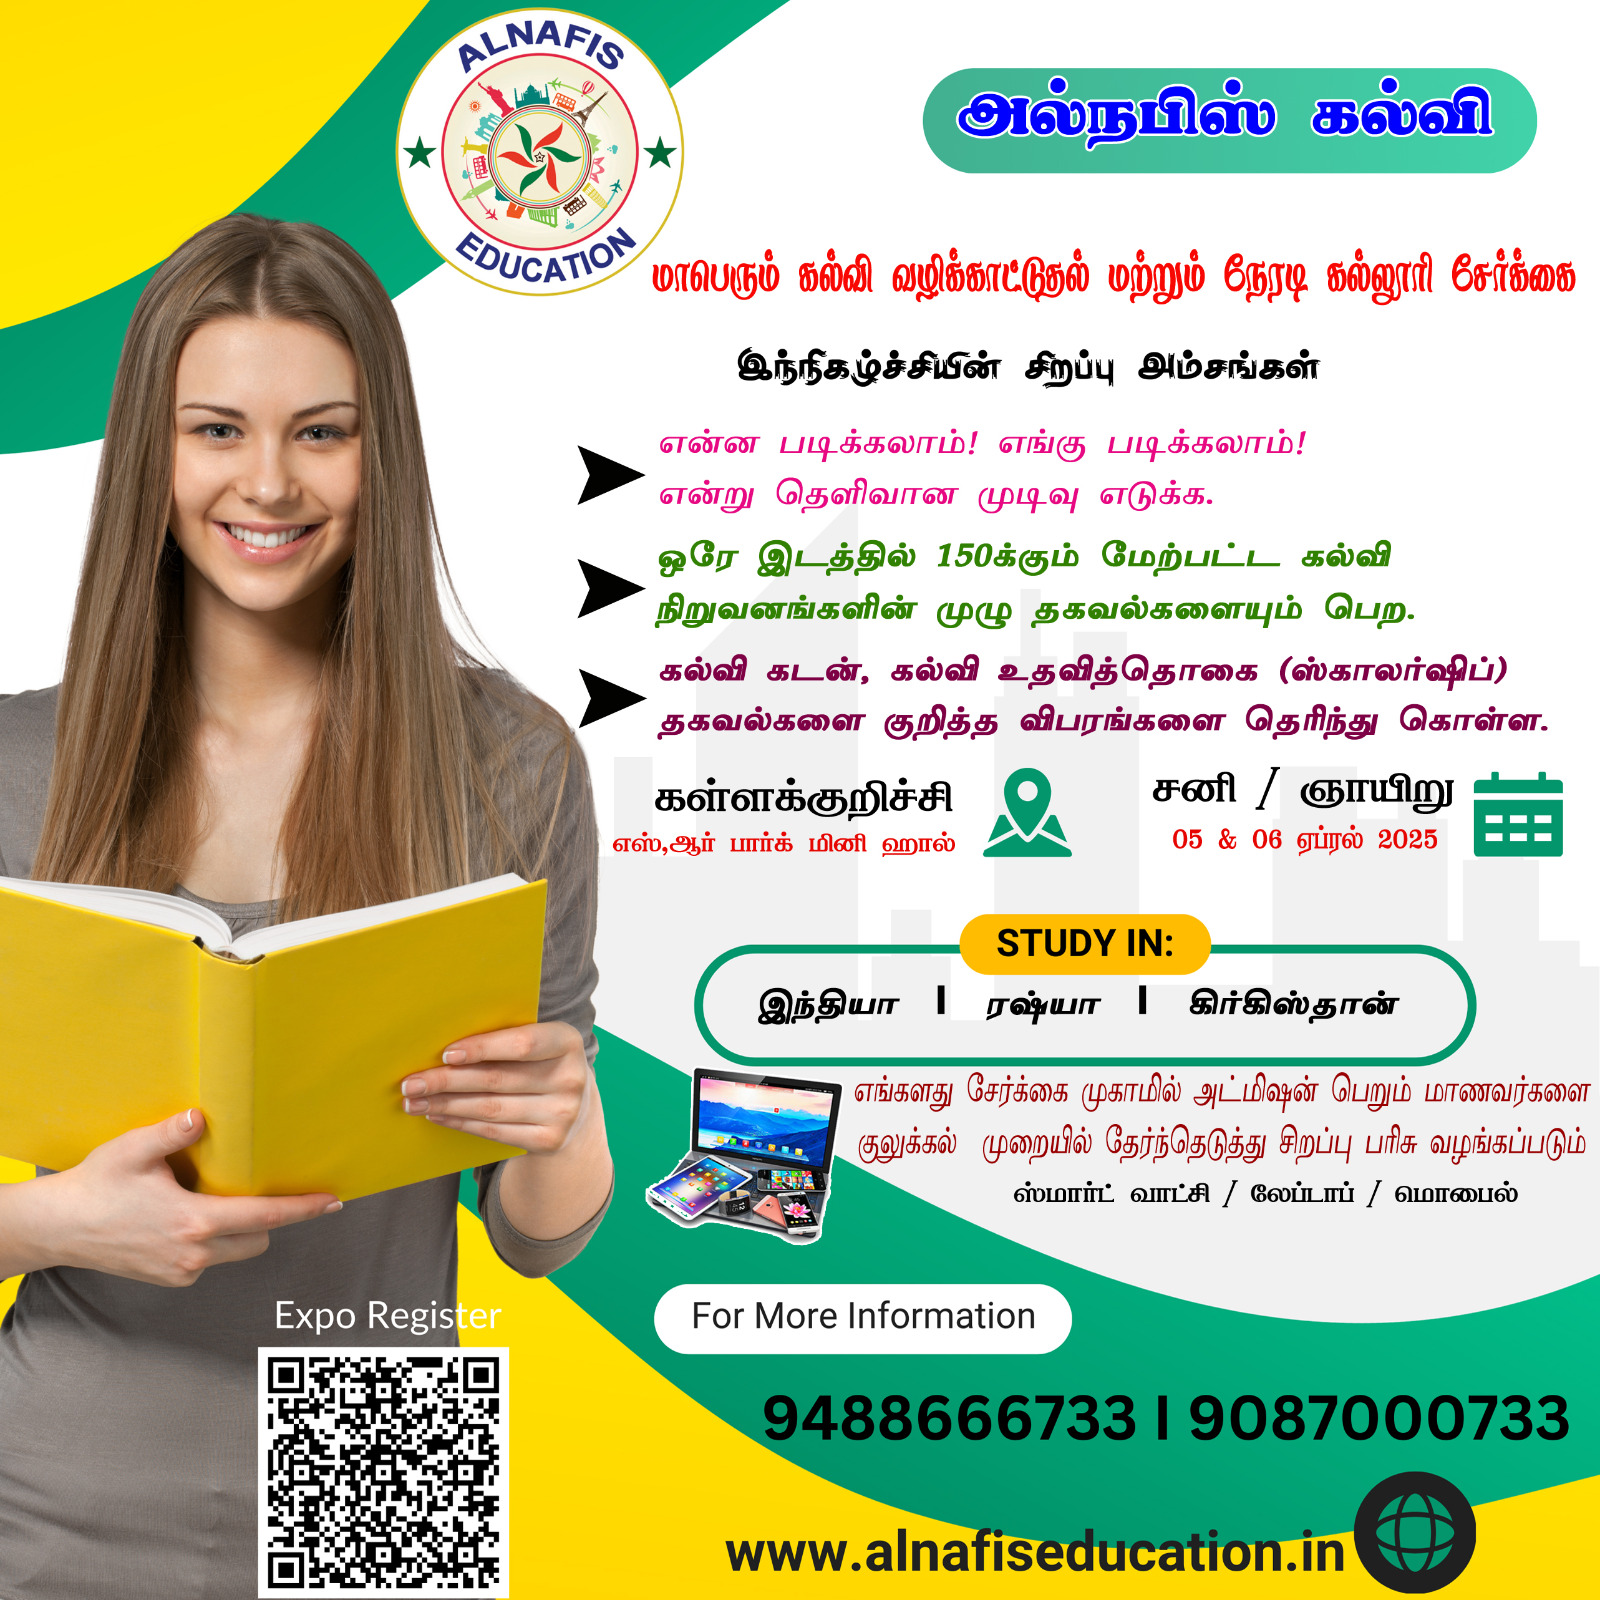 ALNAFIS
EDUCATION
அல்நபிஸ் கல்வி
மாபெரும் கல்வி வழிக்காட்டுதல் மற்றும் நேரடி கல்லூரி சேர்க்கை
இந்நிகழ்ச்சியின் சிறப்பு அம்சங்கள்
என்ன படிக்கலாம்! எங்கு படிக்கலாம்!
என்று தெளிவான முடிவு எடுக்க.
ஒரே இடத்தில் 150க்கும் மேற்பட்ட கல்வி
நிறுவனங்களின் முழு தகவல்களையும் பெற.
கல்வி கடன், கல்வி உதவித்தொகை (ஸ்காலர்ஷிப்)
தகவல்களை குறித்த விபரங்களை தெரிந்து கொள்ள.
கள்ளக்குறிச்சி
எஸ்,ஆர் பார்க் மினி ஹால்
சனி / ஞாயிறு
05 & 06 ஏப்ரல் 2025
STUDY IN:
இந்தியா | ரஷ்யா | கிர்கிஸ்தான்
எங்களது சேர்க்கை முகாமில் அட்மிஷன் பெறும் மாணவர்களை
குலுக்கல் முறையில் தேர்ந்தெடுத்து சிறப்பு பரிசு வழங்கப்படும்
ஸ்மார்ட் வாட்சி / லேப்டாப் / மொபைல்
Expo Register
For More Information
9488666733 | 9087000733
www.alnafiseducation.in